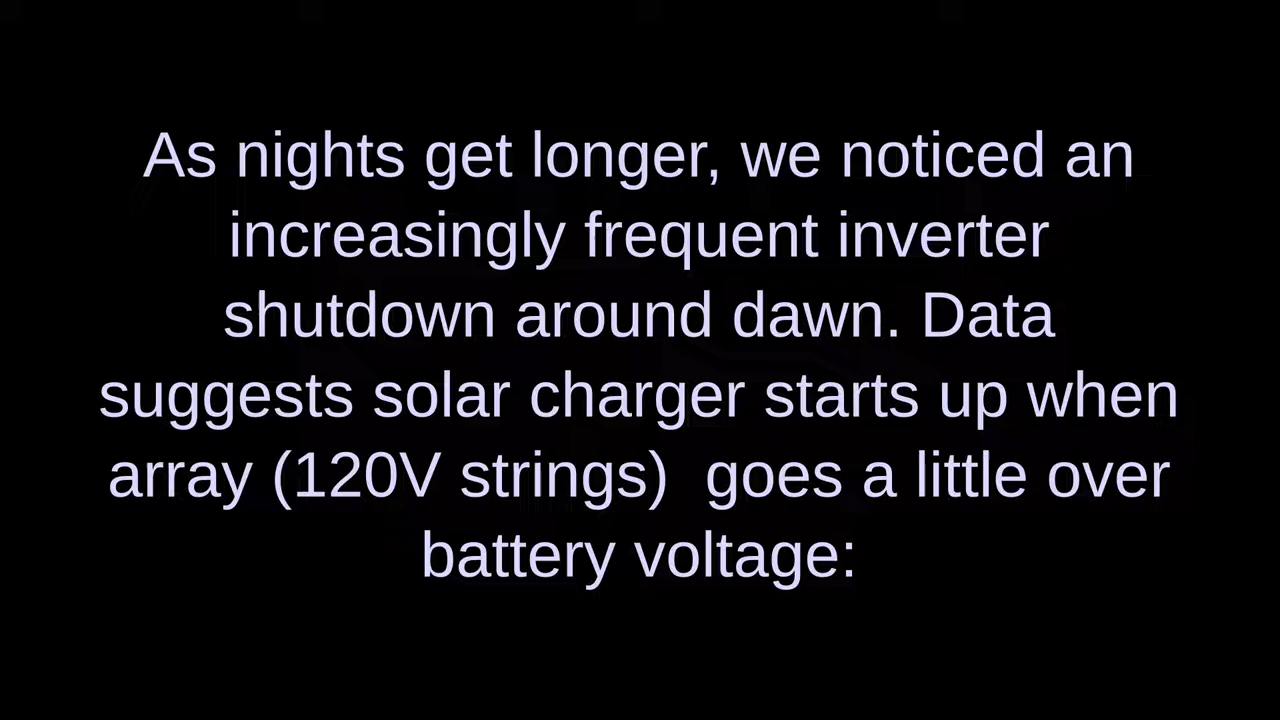 As nights get longer, we noticed an
increasingly frequent inverter
shutdown around dawn. Data
suggests solar charger starts up when
array (120V strings)  goes a little over
battery voltage: